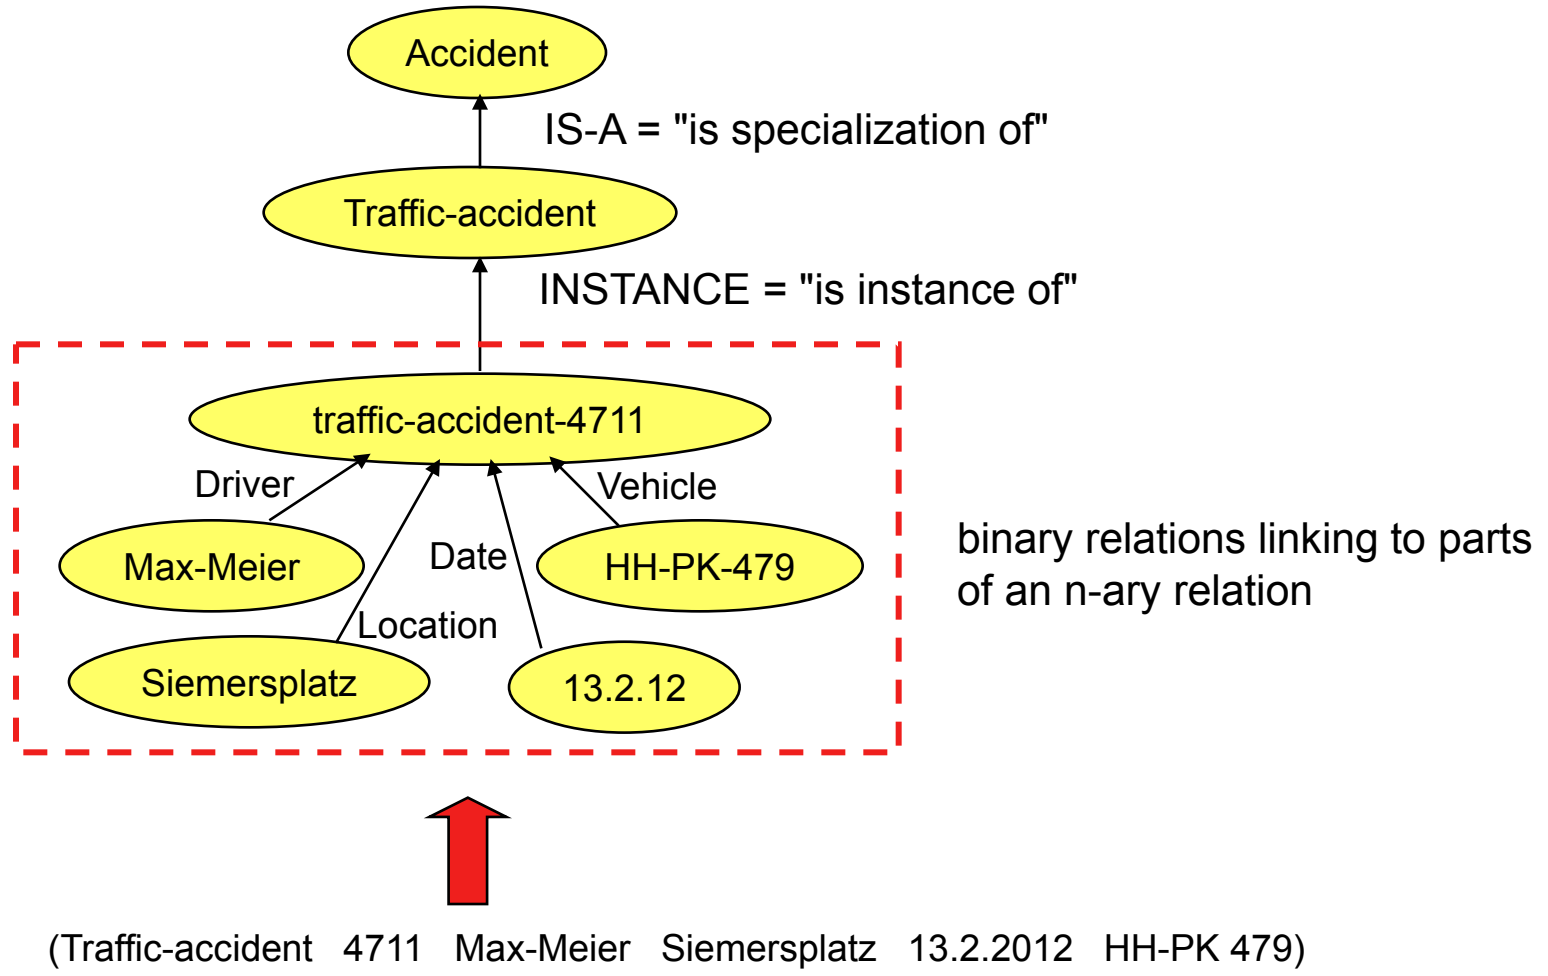 Accident
IS-A = "is specialization of"
Traffic-accident
INSTANCE = "is instance of"
traffic-accident-4711
Driver
Vehicle
Max-Meier
Date
HH-PK-479
binary relations linking to parts
of an n-ary relation
Location
Siemersplatz
13.2.12
(Traffic-accident 4711 Max-Meier Siemersplatz 13.2.2012 HH-PK 479)